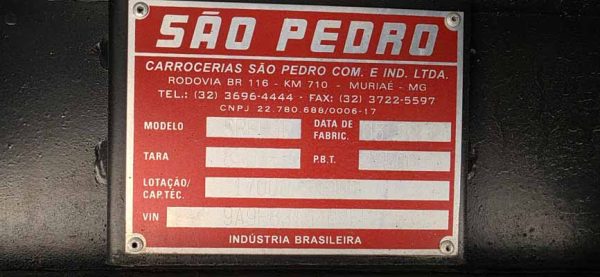 SÃO PEDRO
CARROCERIAS SÃO PEDRO COM. E IND. LTDA.
RODOVIA BR 116 - KM 710 - MURIAÉ - MG
TEL.: (32) 3696-4444 - FAX: (32) 3722-5597
CNPJ 22.780.688/0006-17
MODELO DATA DE FABRIC.
TARA P.B.T.
LOTAÇÃO/
CAP.TÉC.
VIN
INDÚSTRIA BRASILEIRA